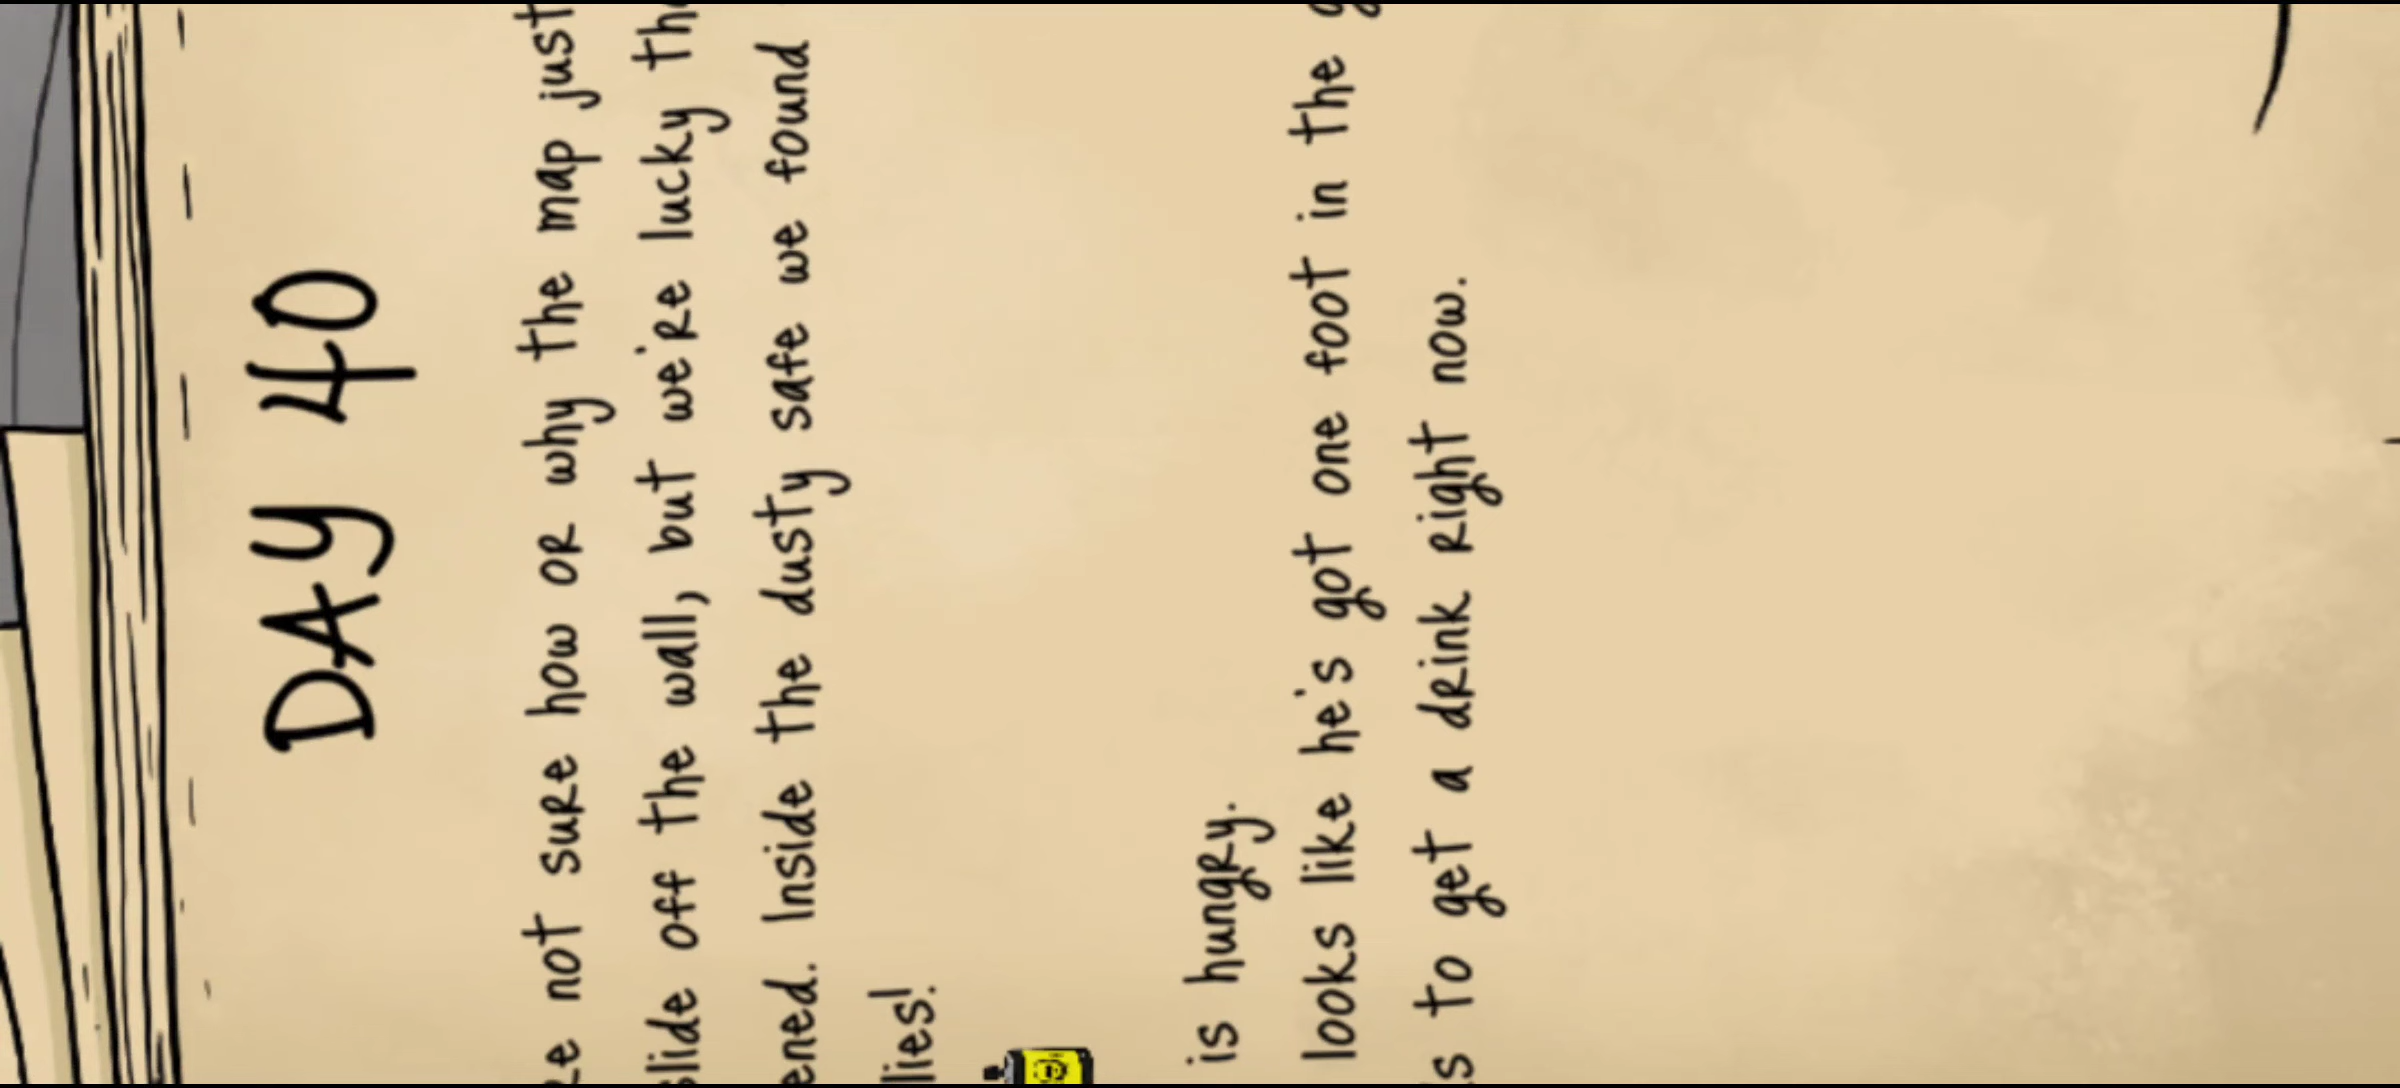 DAY 40
not sure how or why the map just
slide off the wall, but we're lucky
Inside the dusty safe we found
is hungry.
looks like he's got one foot in the
to get a drink right now.